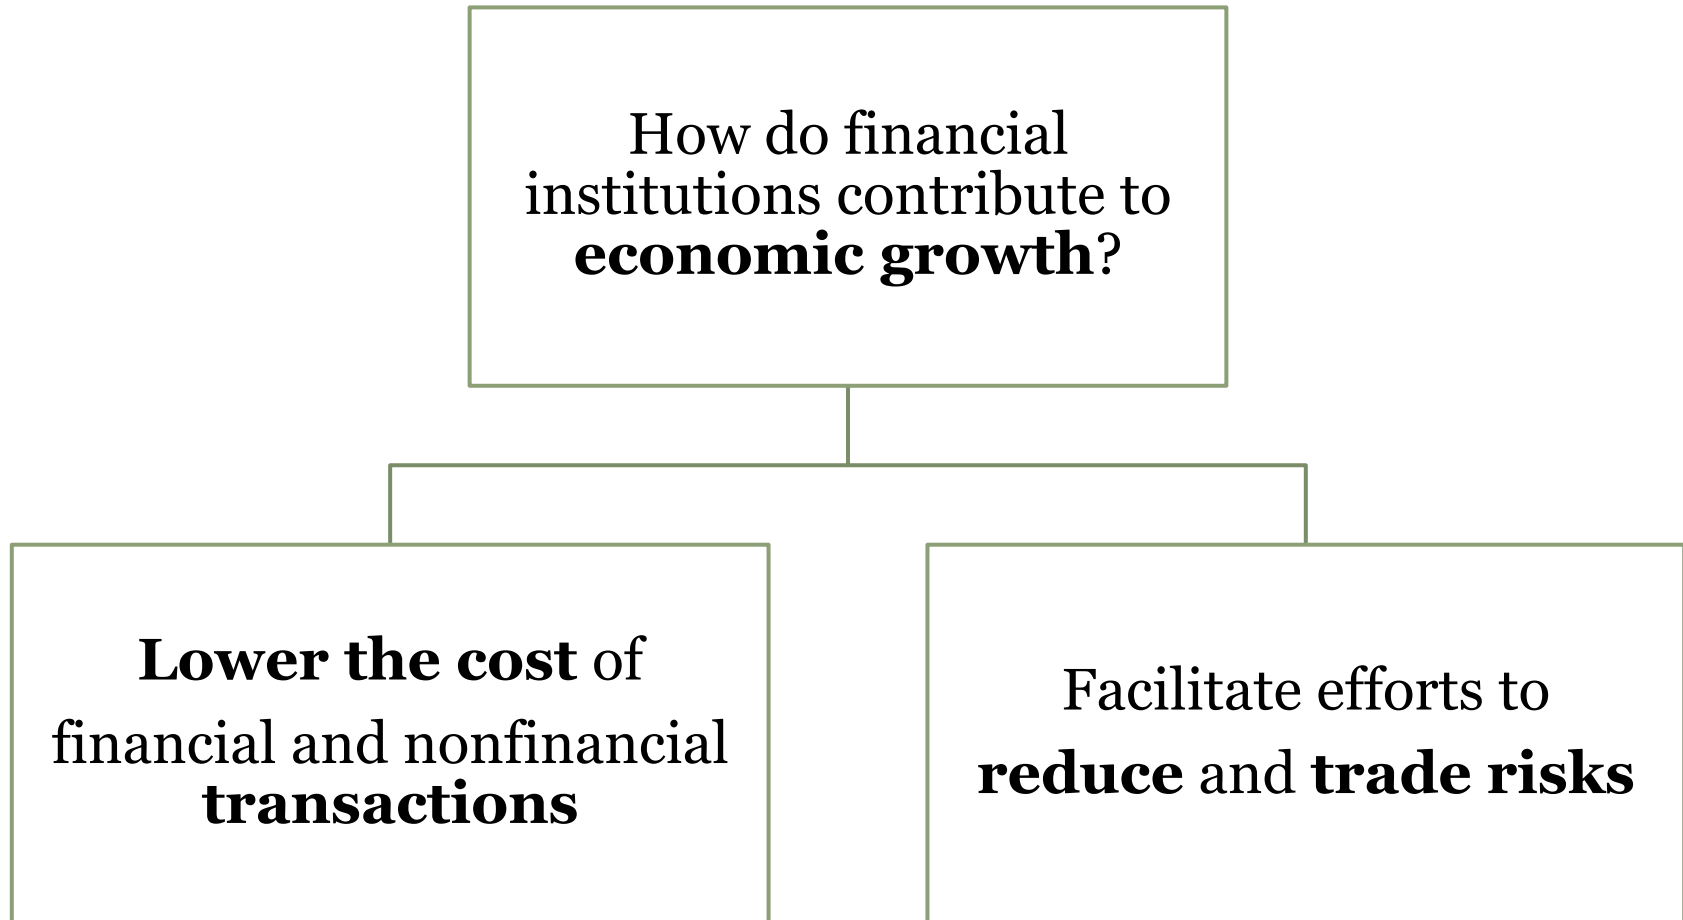 How do financial
institutions contribute to
economic growth?
Lower the cost of
financial and nonfinancial
transactions
Facilitate efforts to
reduce and trade risks